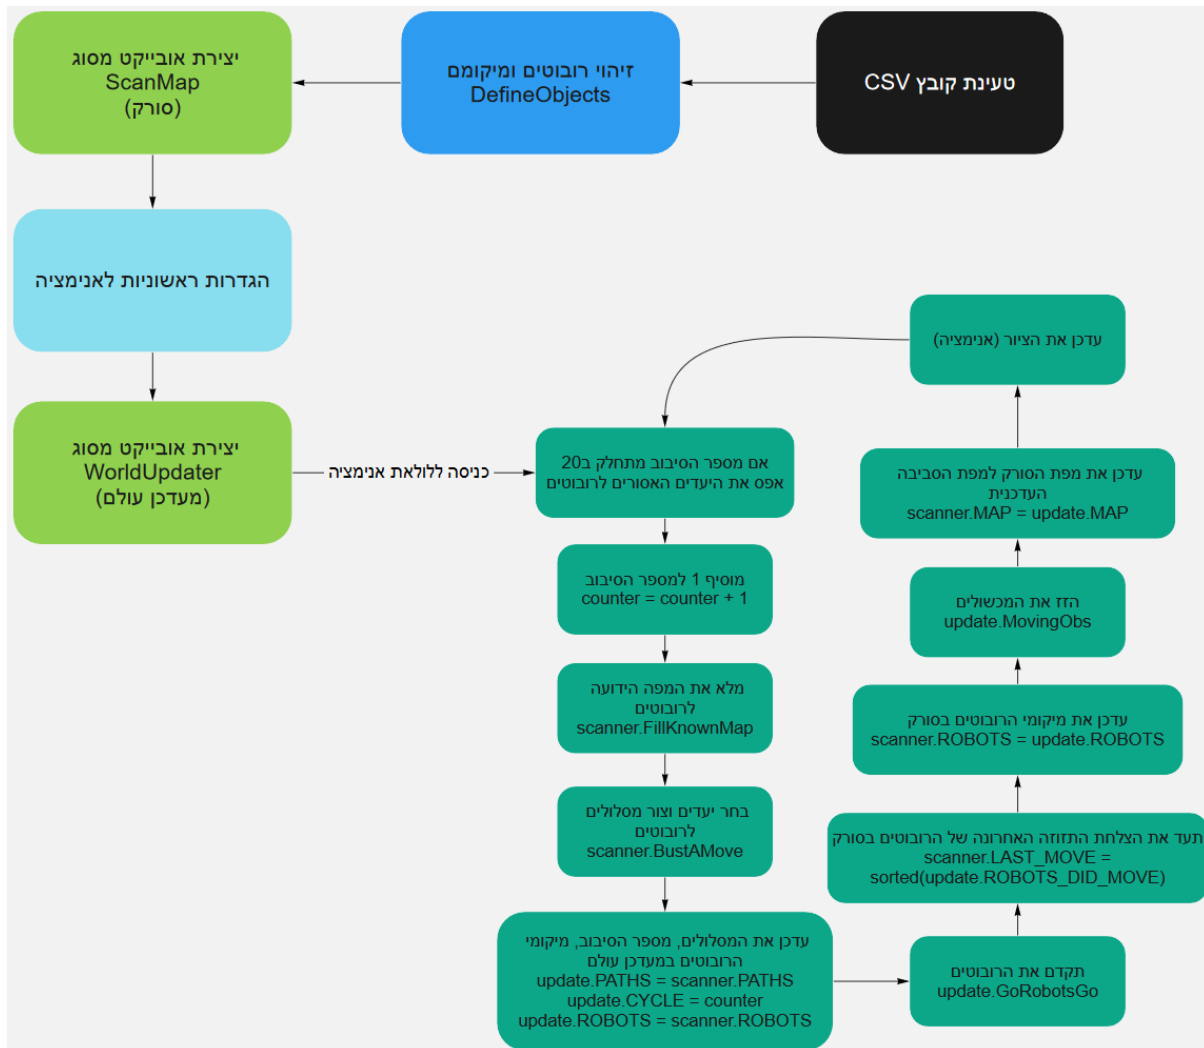 טעינת קובץ CSV
זיהוי רובוטים ומיקומם
DefineObjects
יצירת אובייקט מסוג
ScanMap
(סורק)
הגדרות ראשוניות לאנימציה
יצירת אובייקט מסוג
WorldUpdater
(מעדכן עולם)
כניסה ללולאת אנימציה
אם מספר הסיבוב מתחלק ב20
אפס את היעדים האסורים לרובוטים
מוסיף 1 למספר הסיבוב
counter = counter + 1
מלא את המפה הידועה
לרובוטים
scanner.FillKnownMap
בחר יעדים וצור מסלולים
לרובוטים
scanner.BustAMove
עדכן את המסלולים, מספר הסיבוב, מיקומי
הרובוטים במעדכן עולם
update.PATHS = scanner.PATHS
update.CYCLE = counter
update.ROBOTS = scanner.ROBOTS
תקדם את הרובוטים
update.GoRobotsGo
תעד את הצלחת התזוזה האחרונה של הרובוטים בסורק
scanner.LAST_MOVE =
sorted(update.ROBOTS_DID_MOVE)
עדכן את מיקומי הרובוטים בסורק
scanner.ROBOTS = update.ROBOTS
הזז את המכשולים
update.MovingObs
עדכן את מפת הסורק למפת הסביבה
העדכנית
scanner.MAP = update.MAP
עדכן את הציור (אנימציה)